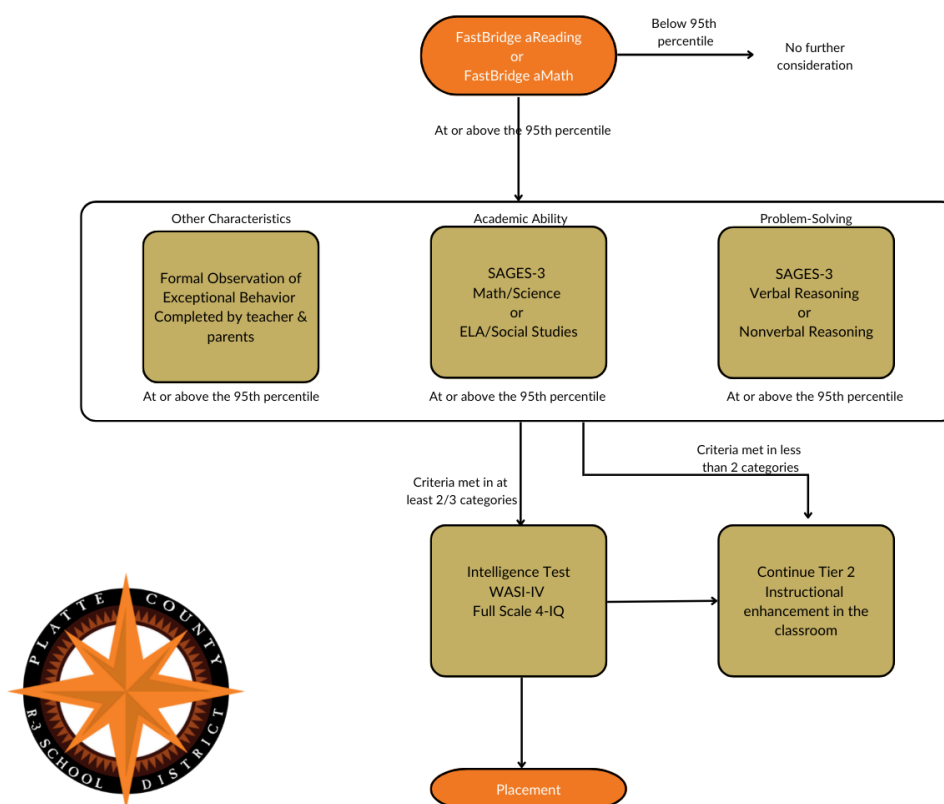 FastBridge aReading
or
FastBridge aMath
Below 95th
percentile
No further
consideration
At or above the 95th percentile
Other Characteristics
Academic Ability
Problem-Solving
Formal Observation of
Exceptional Behavior
Completed by teacher &
parents
SAGES-3
Math/Science
or
ELA/Social Studies
SAGES-3
Verbal Reasoning
or
Nonverbal Reasoning
At or above the 95th percentile
At or above the 95th percentile
At or above the 95th percentile
Criteria met in at
least 2/3 categories
Criteria met in less
than 2 categories
Intelligence Test
WASI-IV
Full Scale 4-IQ
Continue Tier 2
Instructional
enhancement in the
classroom
PLATTE COUNTY
R-3 SCHOOL DISTRICT
Placement